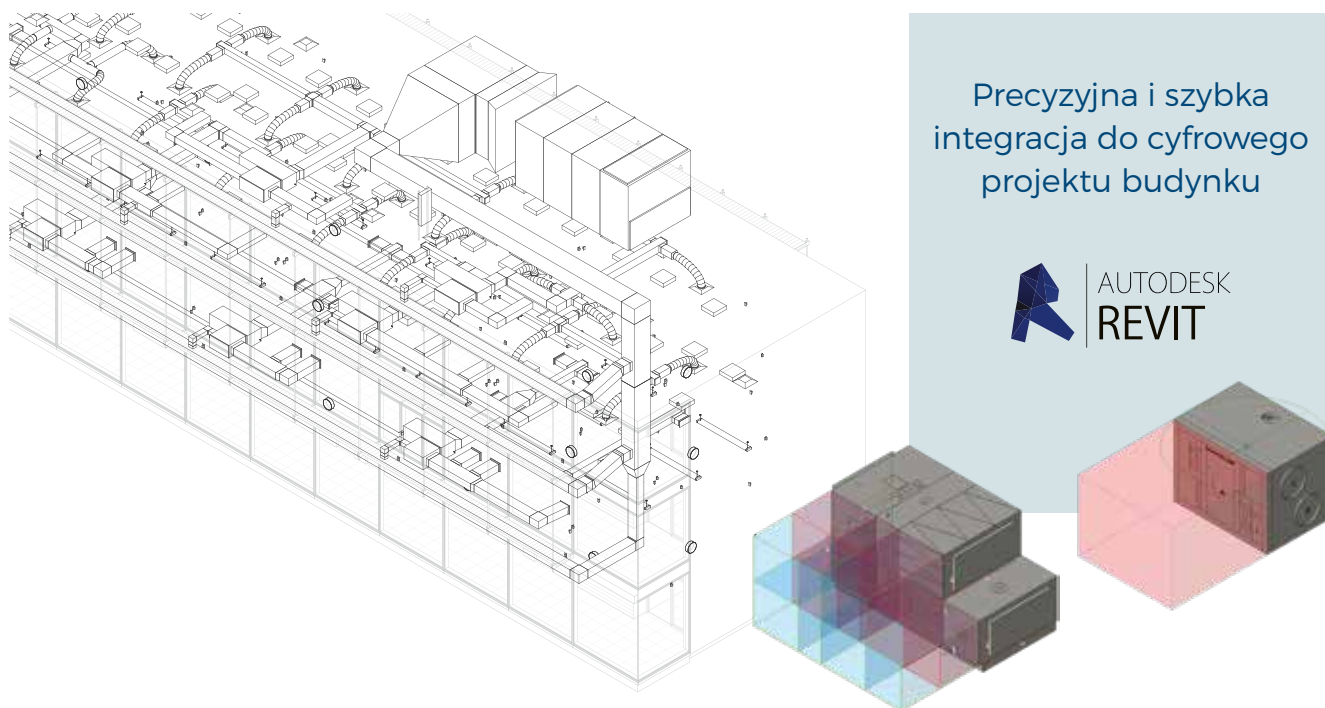 Precyzyjna i szybka
integracja do cyfrowego
projektu budynku
AUTODESK
REVIT